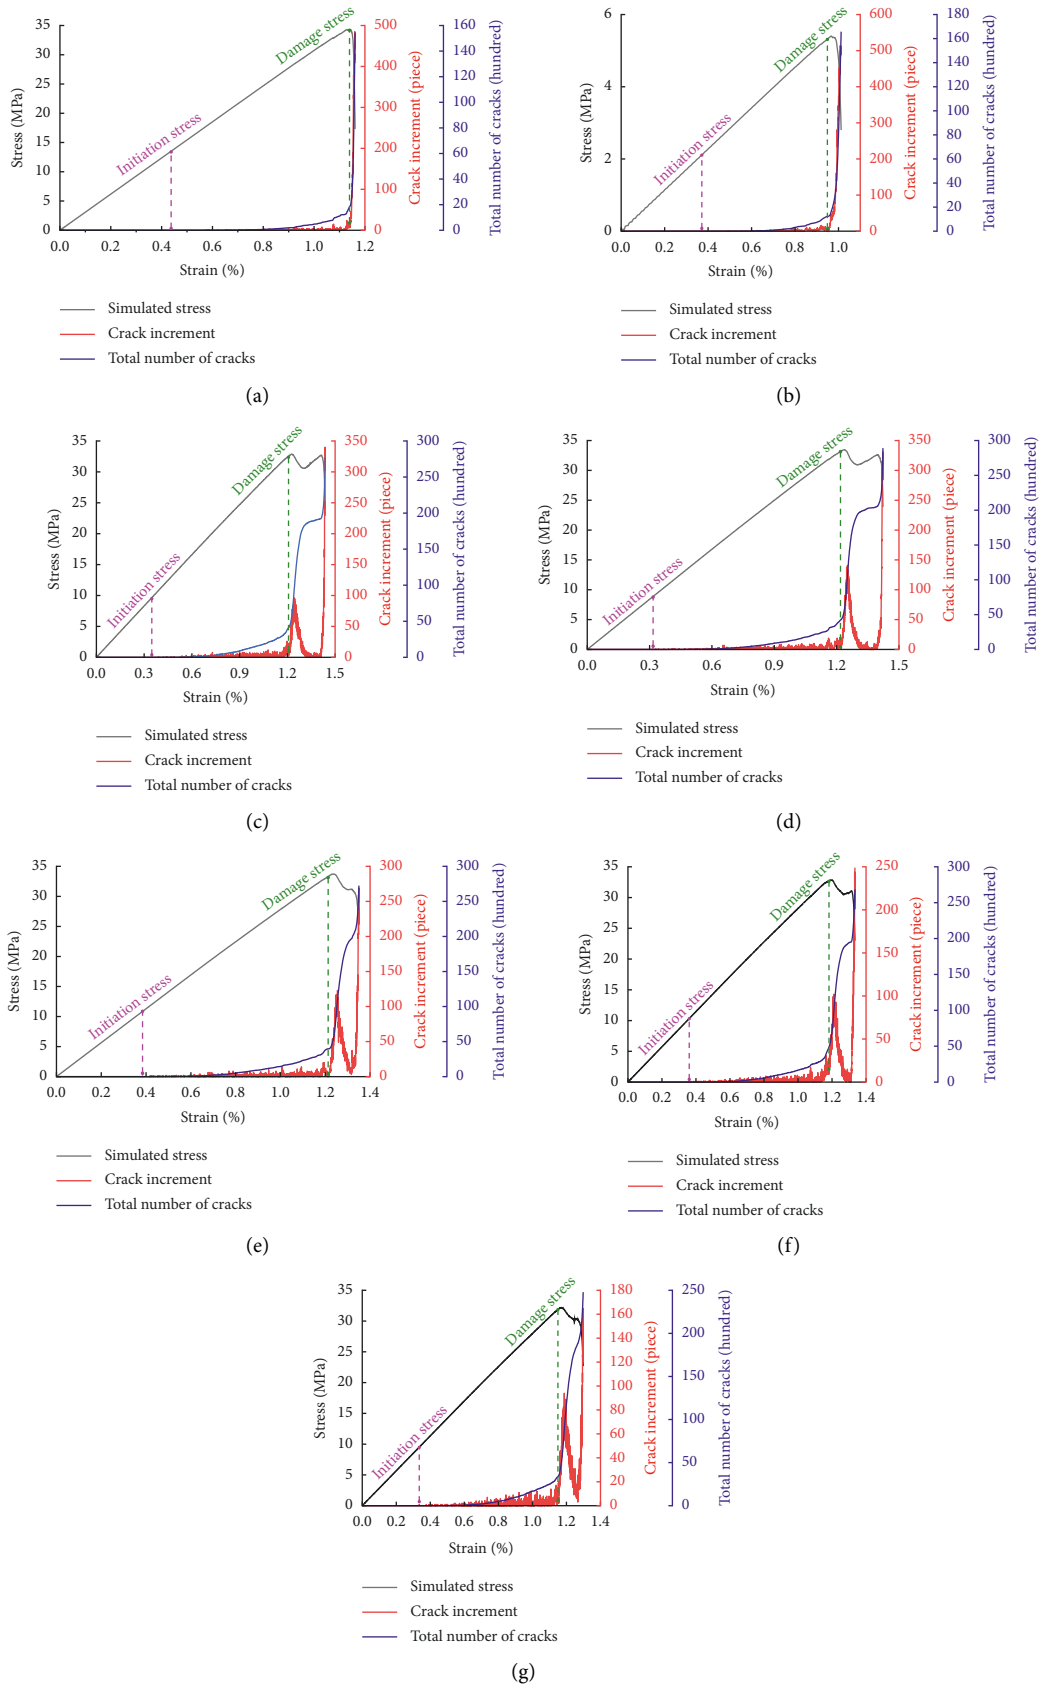 35
30
25
20
15
10
5
0
Stress (MPa)
0.0
0.2
0.4
0.6
0.8
1.0
1.2
Strain (%)
Initiation stress
Damage stress
500
400
300
200
100
0
Crack increment (piece)
160
140
120
100
80
60
40
20
0
Total number of cracks (hundred)
Simulated stress
Crack increment
Total number of cracks
(a)
6
4
2
0
Stress (MPa)
0.0
0.2
0.4
0.6
0.8
1.0
Strain (%)
Initiation stress
Damage stress
600
500
400
300
200
100
0
Crack increment (piece)
180
160
140
120
100
80
60
40
20
0
Total number of cracks (hundred)
Simulated stress
Crack increment
Total number of cracks
(b)
35
30
25
20
15
10
5
0
Stress (MPa)
0.0
0.3
0.6
0.9
1.2
1.5
Strain (%)
Initiation stress
Damage stress
350
300
250
200
150
100
50
0
Crack increment (piece)
300
250
200
150
100
50
0
Total number of cracks (hundred)
Simulated stress
Crack increment
Total number of cracks
(c)
35
30
25
20
15
10
5
0
Stress (MPa)
0.0
0.3
0.6
0.9
1.2
1.5
Strain (%)
Initiation stress
Damage stress
350
300
250
200
150
100
50
0
Crack increment (piece)
300
250
200
150
100
50
0
Total number of cracks (hundred)
Simulated stress
Crack increment
Total number of cracks
(d)
35
30
25
20
15
10
5
0
Stress (MPa)
0.0
0.2
0.4
0.6
0.8
1.0
1.2
1.4
Strain (%)
Initiation stress
Damage stress
300
250
200
150
100
50
0
Crack increment (piece)
300
250
200
150
100
50
0
Total number of cracks (hundred)
Simulated stress
Crack increment
Total number of cracks
(e)
35
30
25
20
15
10
5
0
Stress (MPa)
0.0
0.2
0.4
0.6
0.8
1.0
1.2
1.4
Strain (%)
Initiation stress
Damage stress
250
200
150
100
50
0
Crack increment (piece)
300
250
200
150
100
50
0
Total number of cracks (hundred)
Simulated stress
Crack increment
Total number of cracks
(f)
35
30
25
20
15
10
5
0
Stress (MPa)
0.0
0.2
0.4
0.6
0.8
1.0
1.2
1.4
Strain (%)
Initiation stress
Damage stress
180
160
140
120
100
80
60
40
20
0
Crack increment (piece)
250
200
150
100
50
0
Total number of cracks (hundred)
Simulated stress
Crack increment
Total number of cracks
(g)